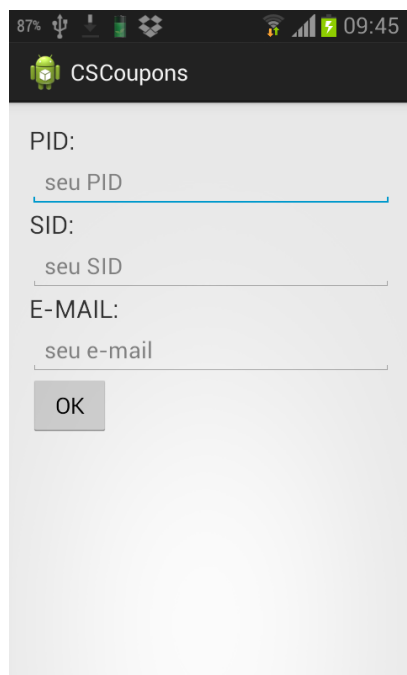 87% 09:45
CSCoupons
PID:
seu PID
SID:
seu SID
E-MAIL:
seu e-mail
OK